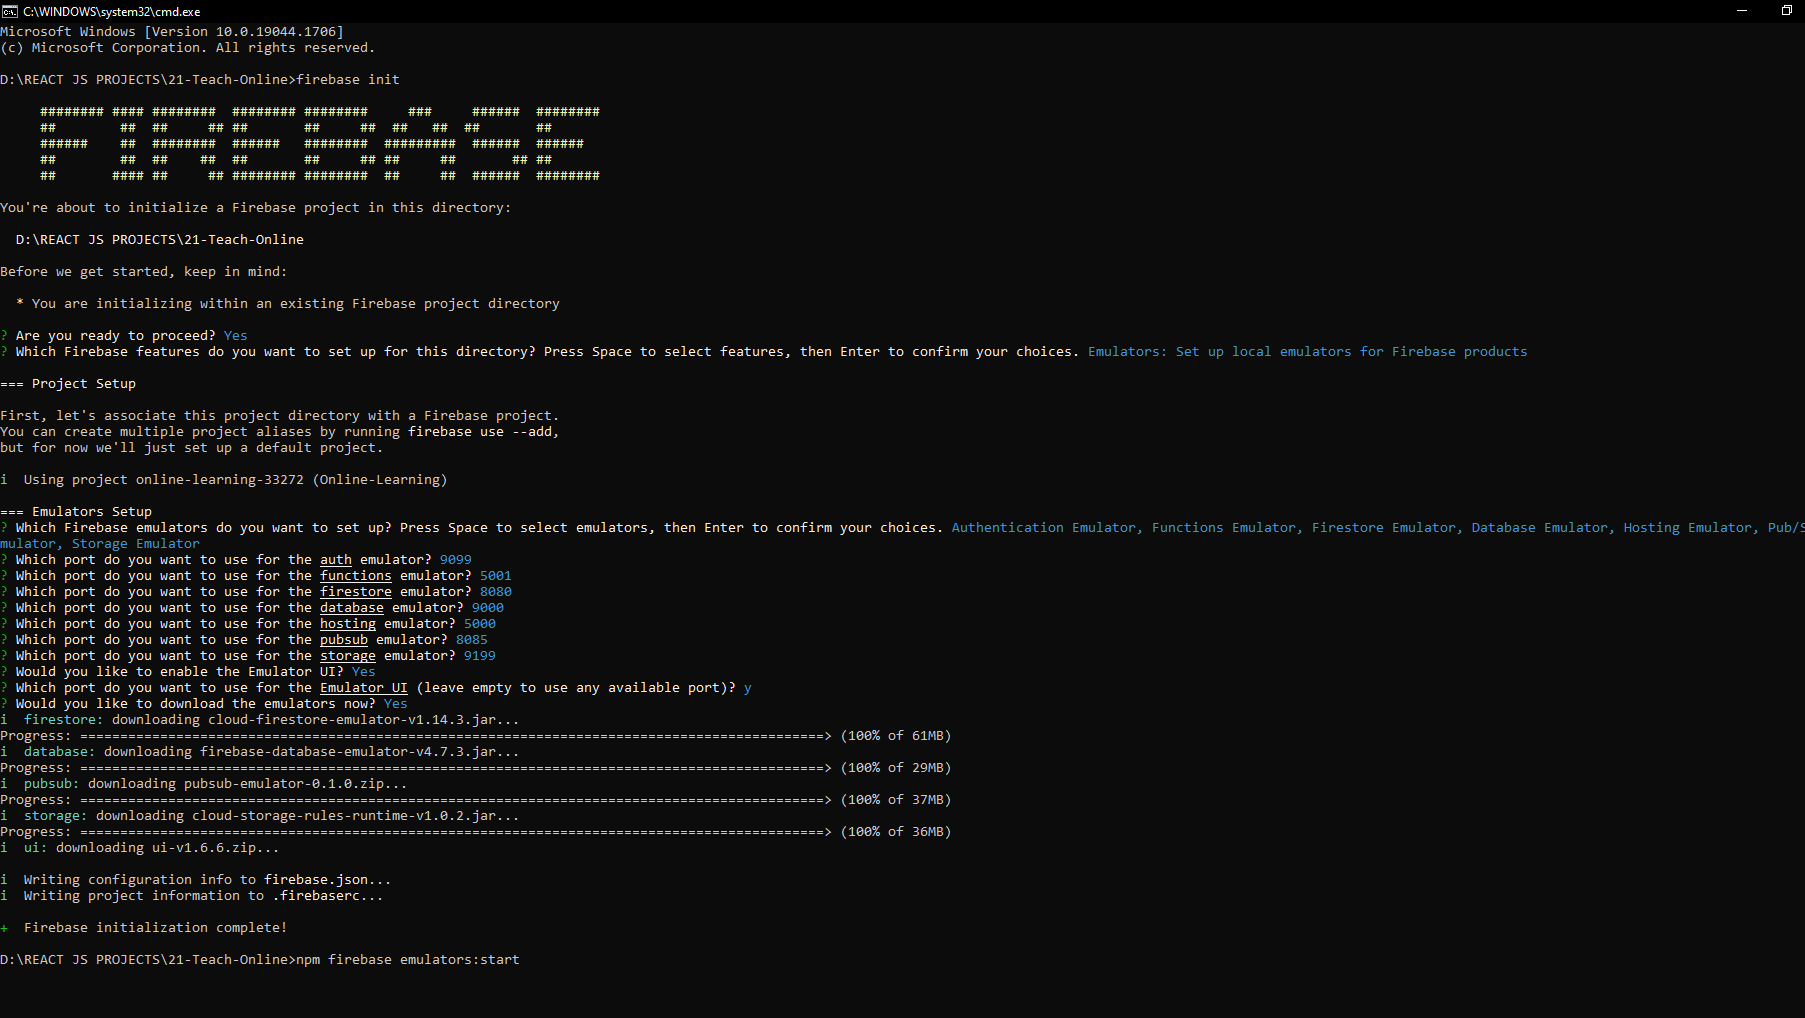 C:\WINDOWS\system32\cmd.exe
Microsoft Windows [Version 10.0.19044.1706]
(c) Microsoft Corporation. All rights reserved.
D:\REACT JS PROJECTS\21-Teach-Online>firebase init
######## #### ########  ######## ########     ###     ######  ########
##        ##  ##     ## ##       ##     ##  ##   ##  ##       ##
######    ##  ########  ######   ########  #########  ######  ######
##        ##  ##    ##  ##       ##     ## ##     ##       ## ##
##       #### ##     ## ######## ########  ##     ##  ######  ########
You're about to initialize a Firebase project in this directory:
D:\REACT JS PROJECTS\21-Teach-Online
Before we get started, keep in mind:
* You are initializing within an existing Firebase project directory
? Are you ready to proceed? Yes
? Which Firebase features do you want to set up for this directory? Press Space to select features, then Enter to confirm your choices. Emulators: Set up local emulators for Firebase products
=== Project Setup
First, let's associate this project directory with a Firebase project.
You can create multiple project aliases by running firebase use --add,
but for now we'll just set up a default project.
i  Using project online-learning-33272 (Online-Learning)
=== Emulators Setup
? Which Firebase emulators do you want to set up? Press Space to select emulators, then Enter to confirm your choices. Authentication Emulator, Functions Emulator, Firestore Emulator, Database Emulator, Hosting Emulator, Pub/S
mulator, Storage Emulator
? Which port do you want to use for the auth emulator? 9099
? Which port do you want to use for the functions emulator? 5001
? Which port do you want to use for the firestore emulator? 8080
? Which port do you want to use for the database emulator? 9000
? Which port do you want to use for the hosting emulator? 5000
? Which port do you want to use for the pubsub emulator? 8085
? Which port do you want to use for the storage emulator? 9199
? Would you like to enable the Emulator UI? Yes
? Which port do you want to use for the Emulator UI (leave empty to use any available port)? y
? Would you like to download the emulators now? Yes
i  firestore: downloading cloud-firestore-emulator-v1.14.3.jar...
Progress: =============================================================================================> (100% of 61MB)
i  database: downloading firebase-database-emulator-v4.7.3.jar...
Progress: =============================================================================================> (100% of 29MB)
i  pubsub: downloading pubsub-emulator-0.1.0.zip...
Progress: =============================================================================================> (100% of 37MB)
i  storage: downloading cloud-storage-rules-runtime-v1.0.2.jar...
Progress: =============================================================================================> (100% of 36MB)
i  ui: downloading ui-v1.6.6.zip...
i  Writing configuration info to firebase.json...
i  Writing project information to .firebaserc...
+  Firebase initialization complete!
D:\REACT JS PROJECTS\21-Teach-Online>npm firebase emulators:start